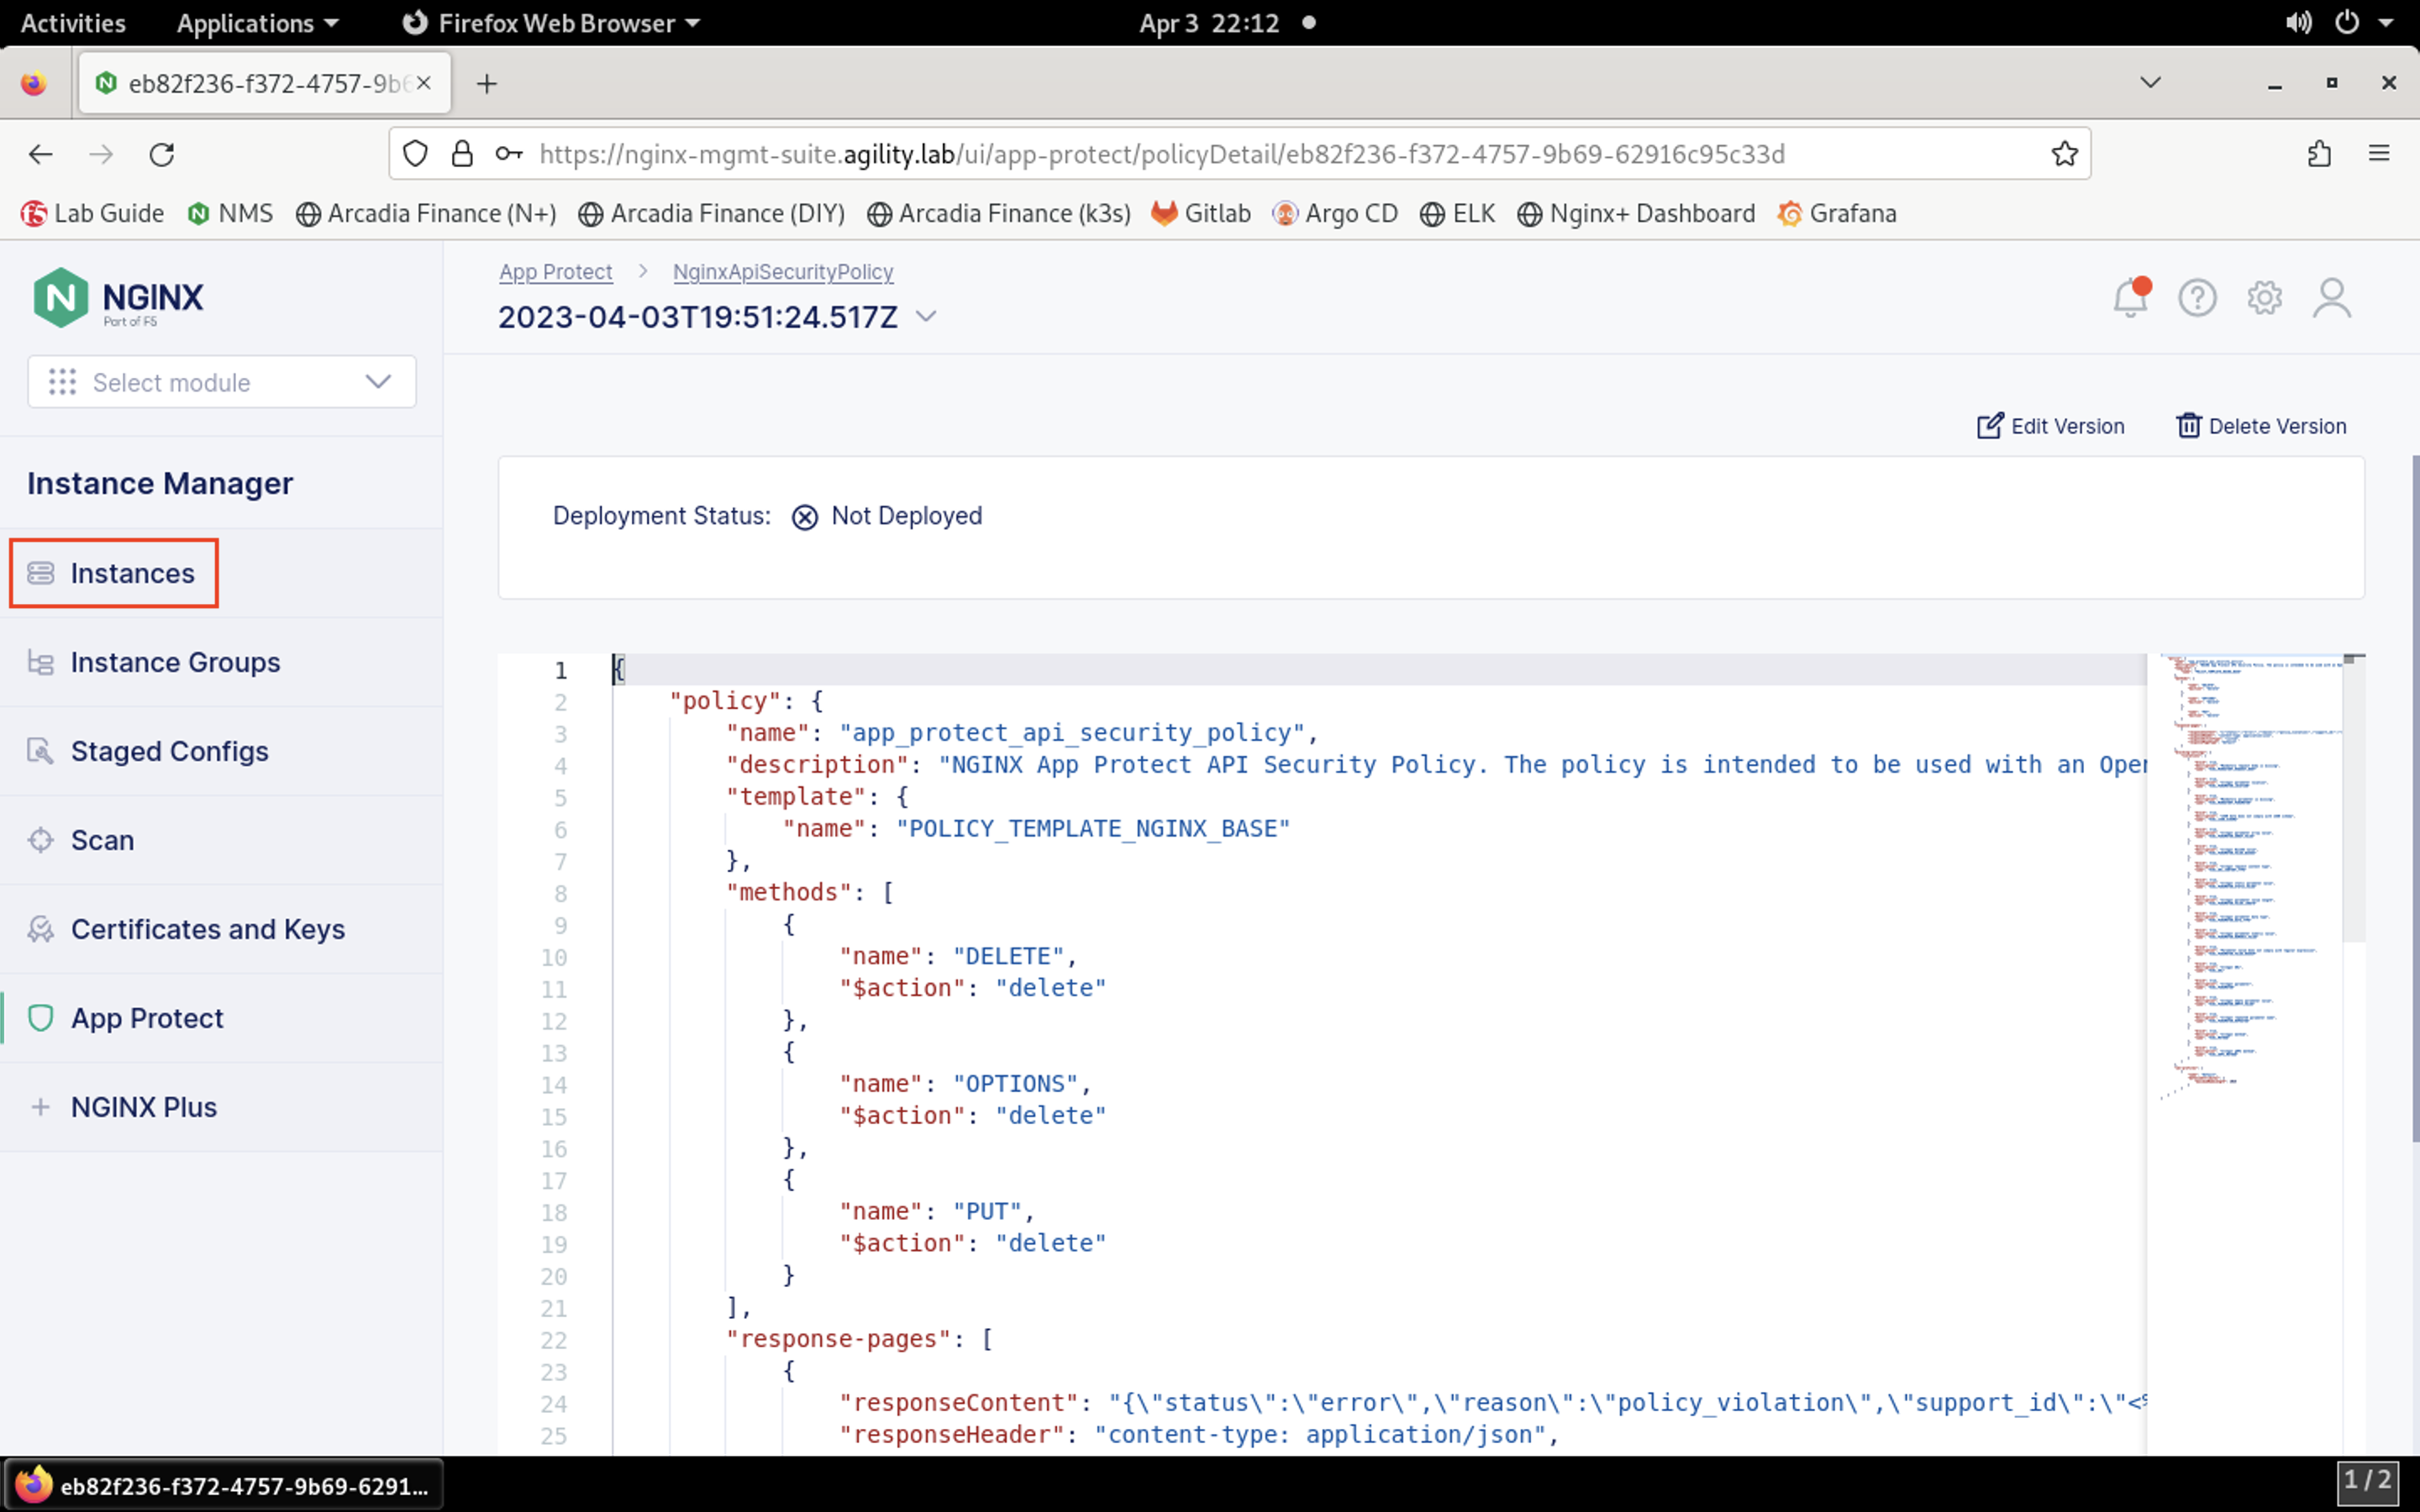 Activities Applications Firefox Web Browser Apr 3 22:12
eb82f236-f372-4757-9b6
https://nginx-mgmt-suite.agility.lab/ui/app-protect/policyDetail/eb82f236-f372-4757-9b69-62916c95c33d
Lab Guide NMS Arcadia Finance (N+) Arcadia Finance (DIY) Arcadia Finance (k3s) Gitlab Argo CD ELK Nginx+ Dashboard Grafana
NGINX
Part of F5
Select module
Instance Manager
Instances
Instance Groups
Staged Configs
Scan
Certificates and Keys
App Protect
NGINX Plus
App Protect > NginxApiSecurityPolicy
2023-04-03T19:51:24.517Z
Edit Version Delete Version
Deployment Status: Not Deployed
1 {
2 "policy": {
3 "name": "app_protect_api_security_policy",
4 "description": "NGINX App Protect API Security Policy. The policy is intended to be used with an Oper
5 "template": {
6 "name": "POLICY_TEMPLATE_NGINX_BASE"
7 },
8 "methods": [
9 {
10 "name": "DELETE",
11 "$action": "delete"
12 },
13 {
14 "name": "OPTIONS",
15 "$action": "delete"
16 },
17 {
18 "name": "PUT",
19 "$action": "delete"
20 }
21 ],
22 "response-pages": [
23 {
24 "responseContent": "{\"status\":\"error\",\"reason\":\"policy_violation\",\"support_id\":\"<%
25 "responseHeader": "content-type: application/json",
eb82f236-f372-4757-9b69-6291...
1 / 2